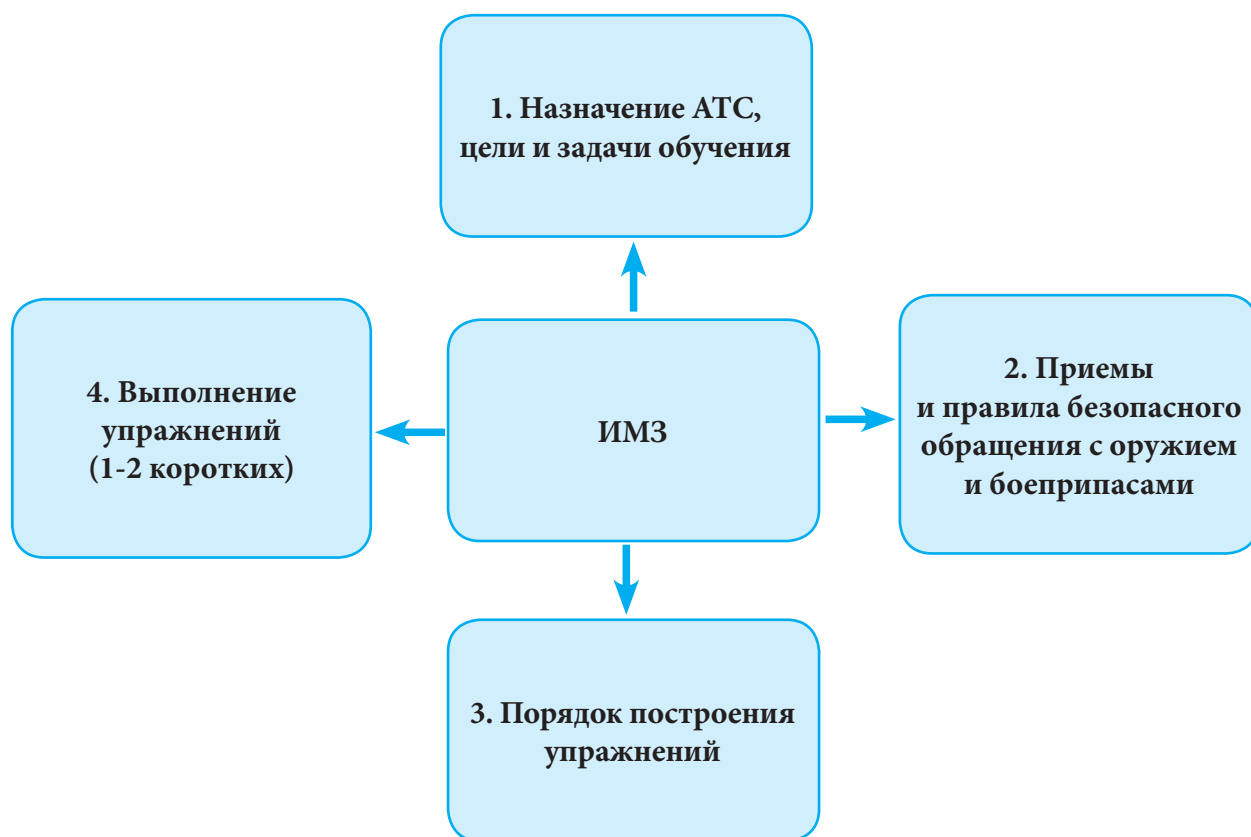 1. Назначение АТС,
цели и задачи обучения
4. Выполнение
упражнений
(1-2 коротких)
ИМЗ
2. Приемы
и правила безопасного
обращения с оружием
и боеприпасами
3. Порядок построения
упражнений